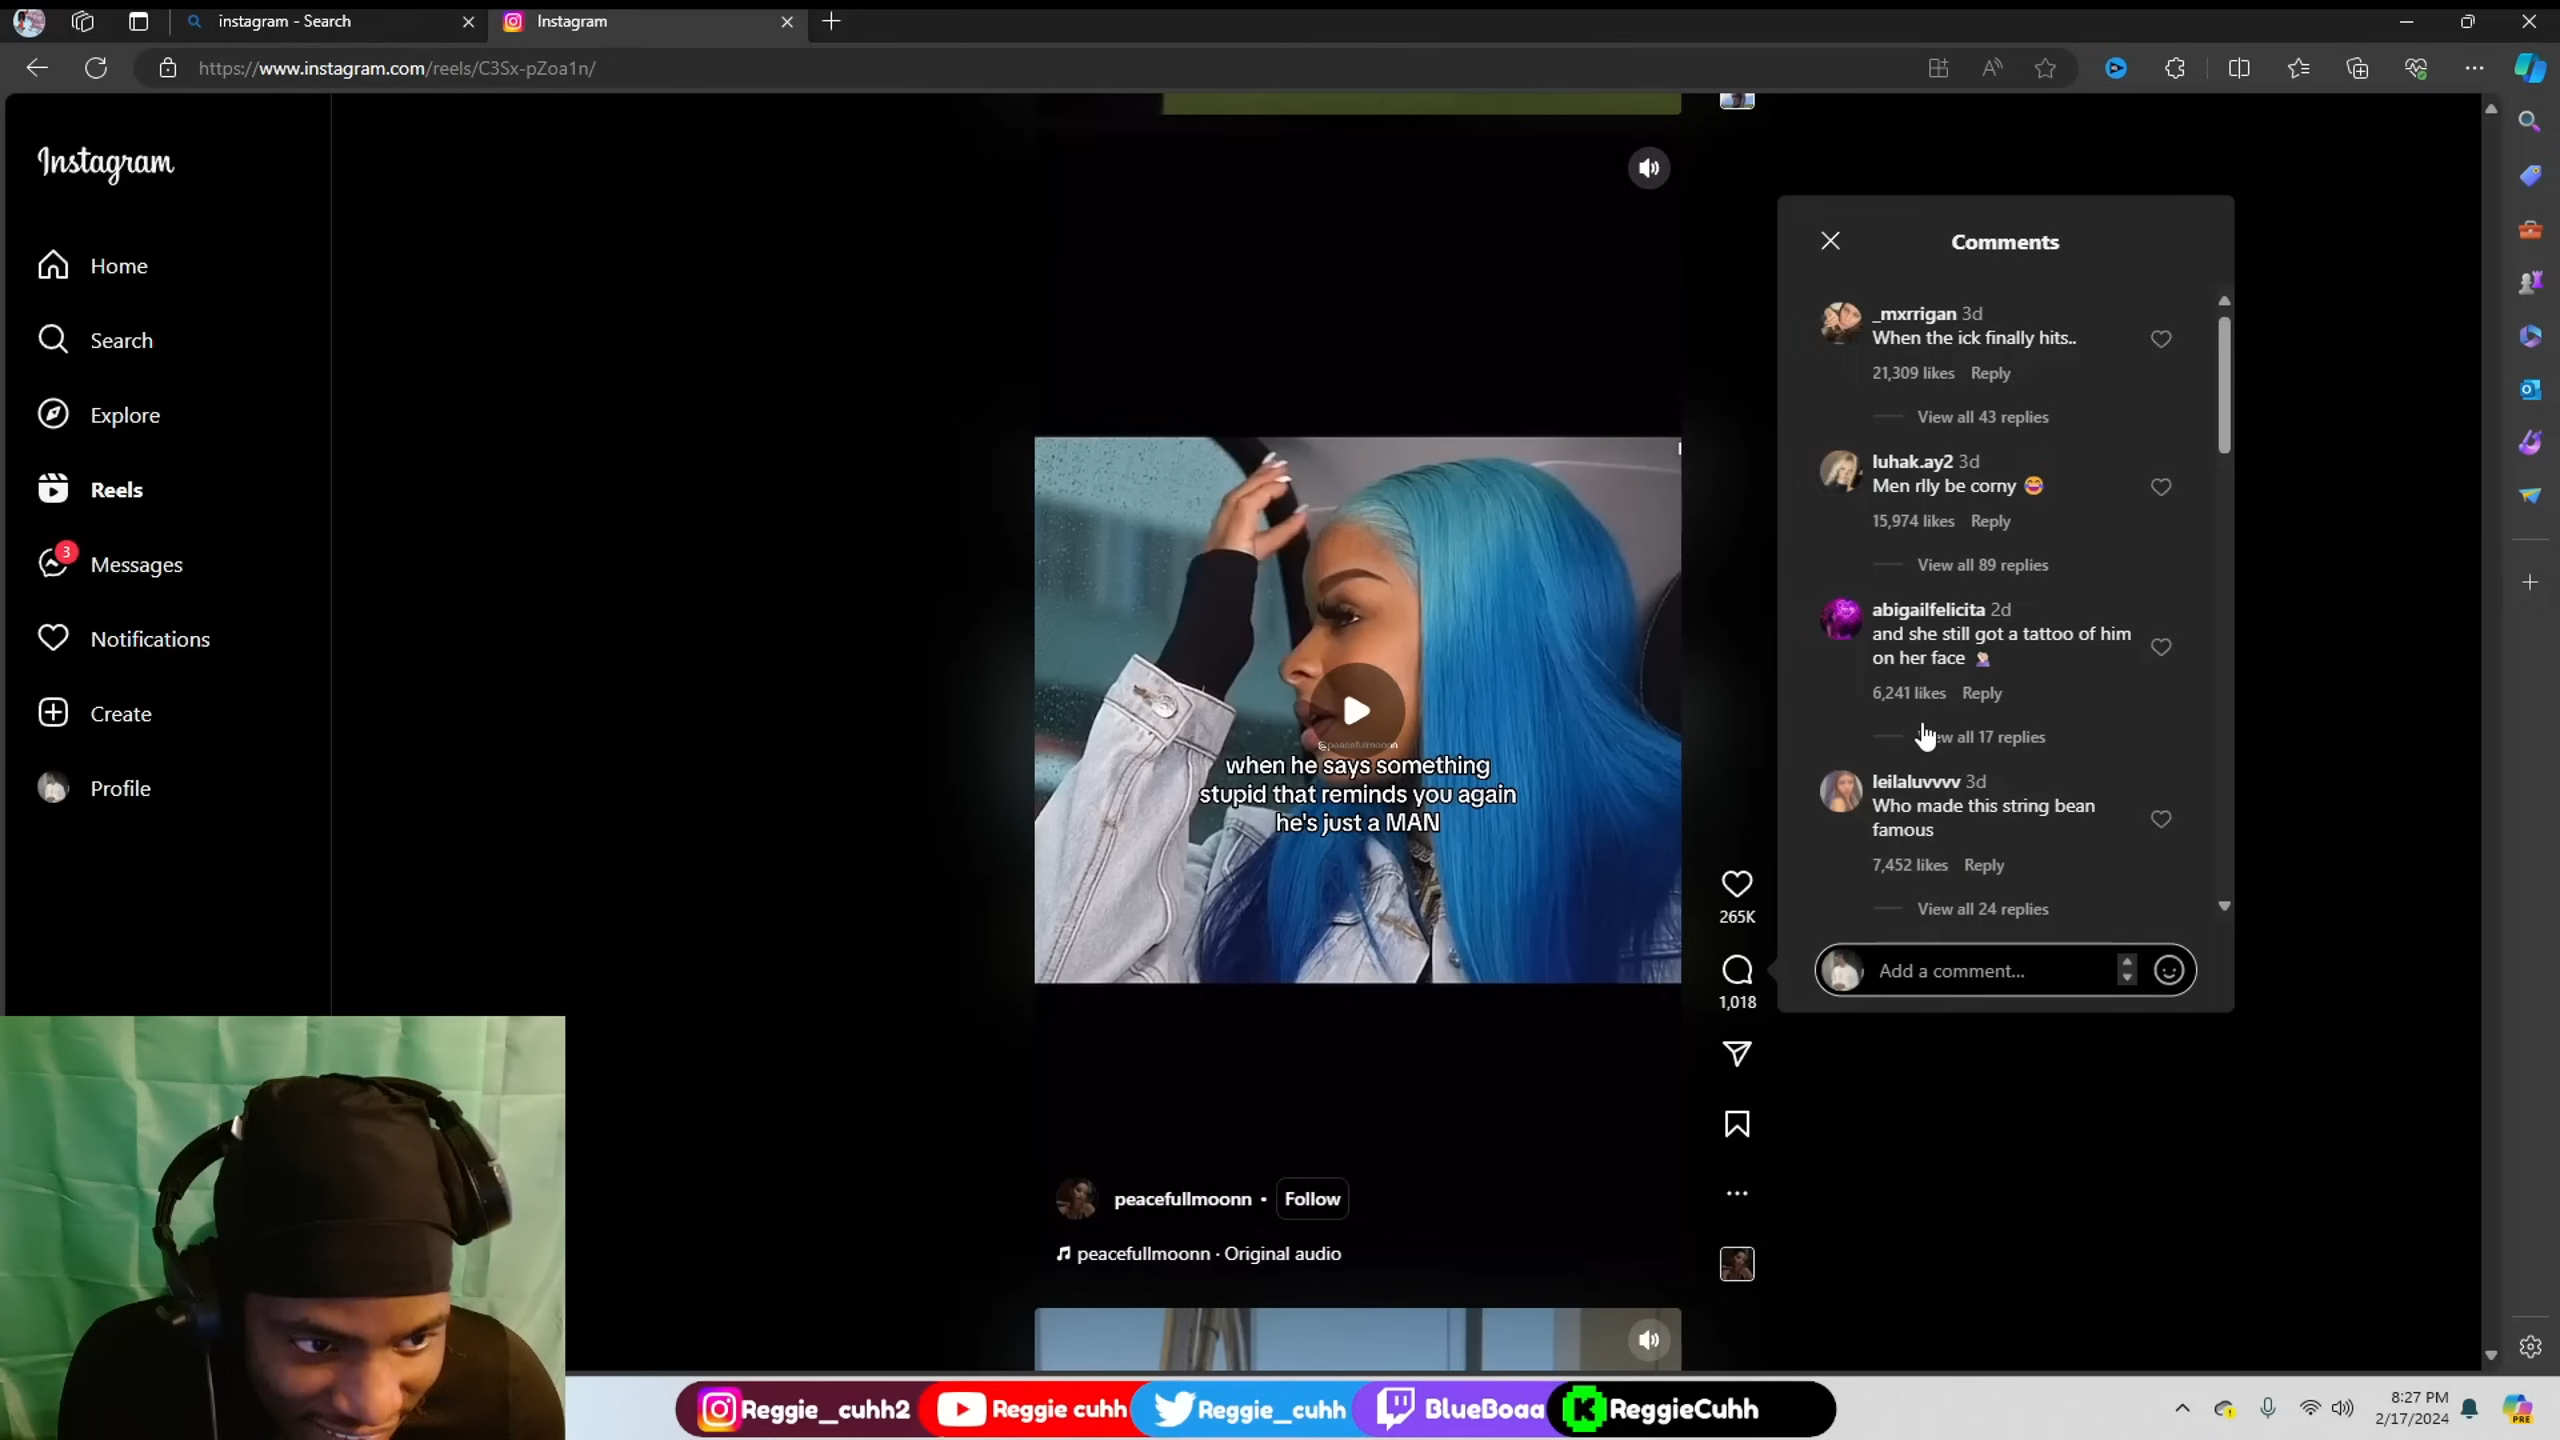 instagram - Search
Instagram
https://www.instagram.com/reels/C3Sx-pZoa1n/
Instagram
Home
Search
Explore
Reels
3
Messages
Notifications
Create
Profile
@peacefullmoonn
when he says something
stupid that reminds you again
he's just a MAN
265K
1,018
peacefullmoonn • Follow
peacefullmoonn · Original audio
Comments
_mxrrigan 3d
When the ick finally hits..
21,309 likes Reply
View all 43 replies
luhak.ay2 3d
Men rlly be corny 😂
15,974 likes Reply
View all 89 replies
abigailfelicita 2d
and she still got a tattoo of him
on her face 🤦🏻‍♀️
6,241 likes Reply
View all 17 replies
leilaluvvvv 3d
Who made this string bean
famous
7,452 likes Reply
View all 24 replies
Add a comment...
Reggie_cuhh2
Reggie cuhh
Reggie_cuhh
BlueBoaa
ReggieCuhh
8:27 PM
2/17/2024
PRE